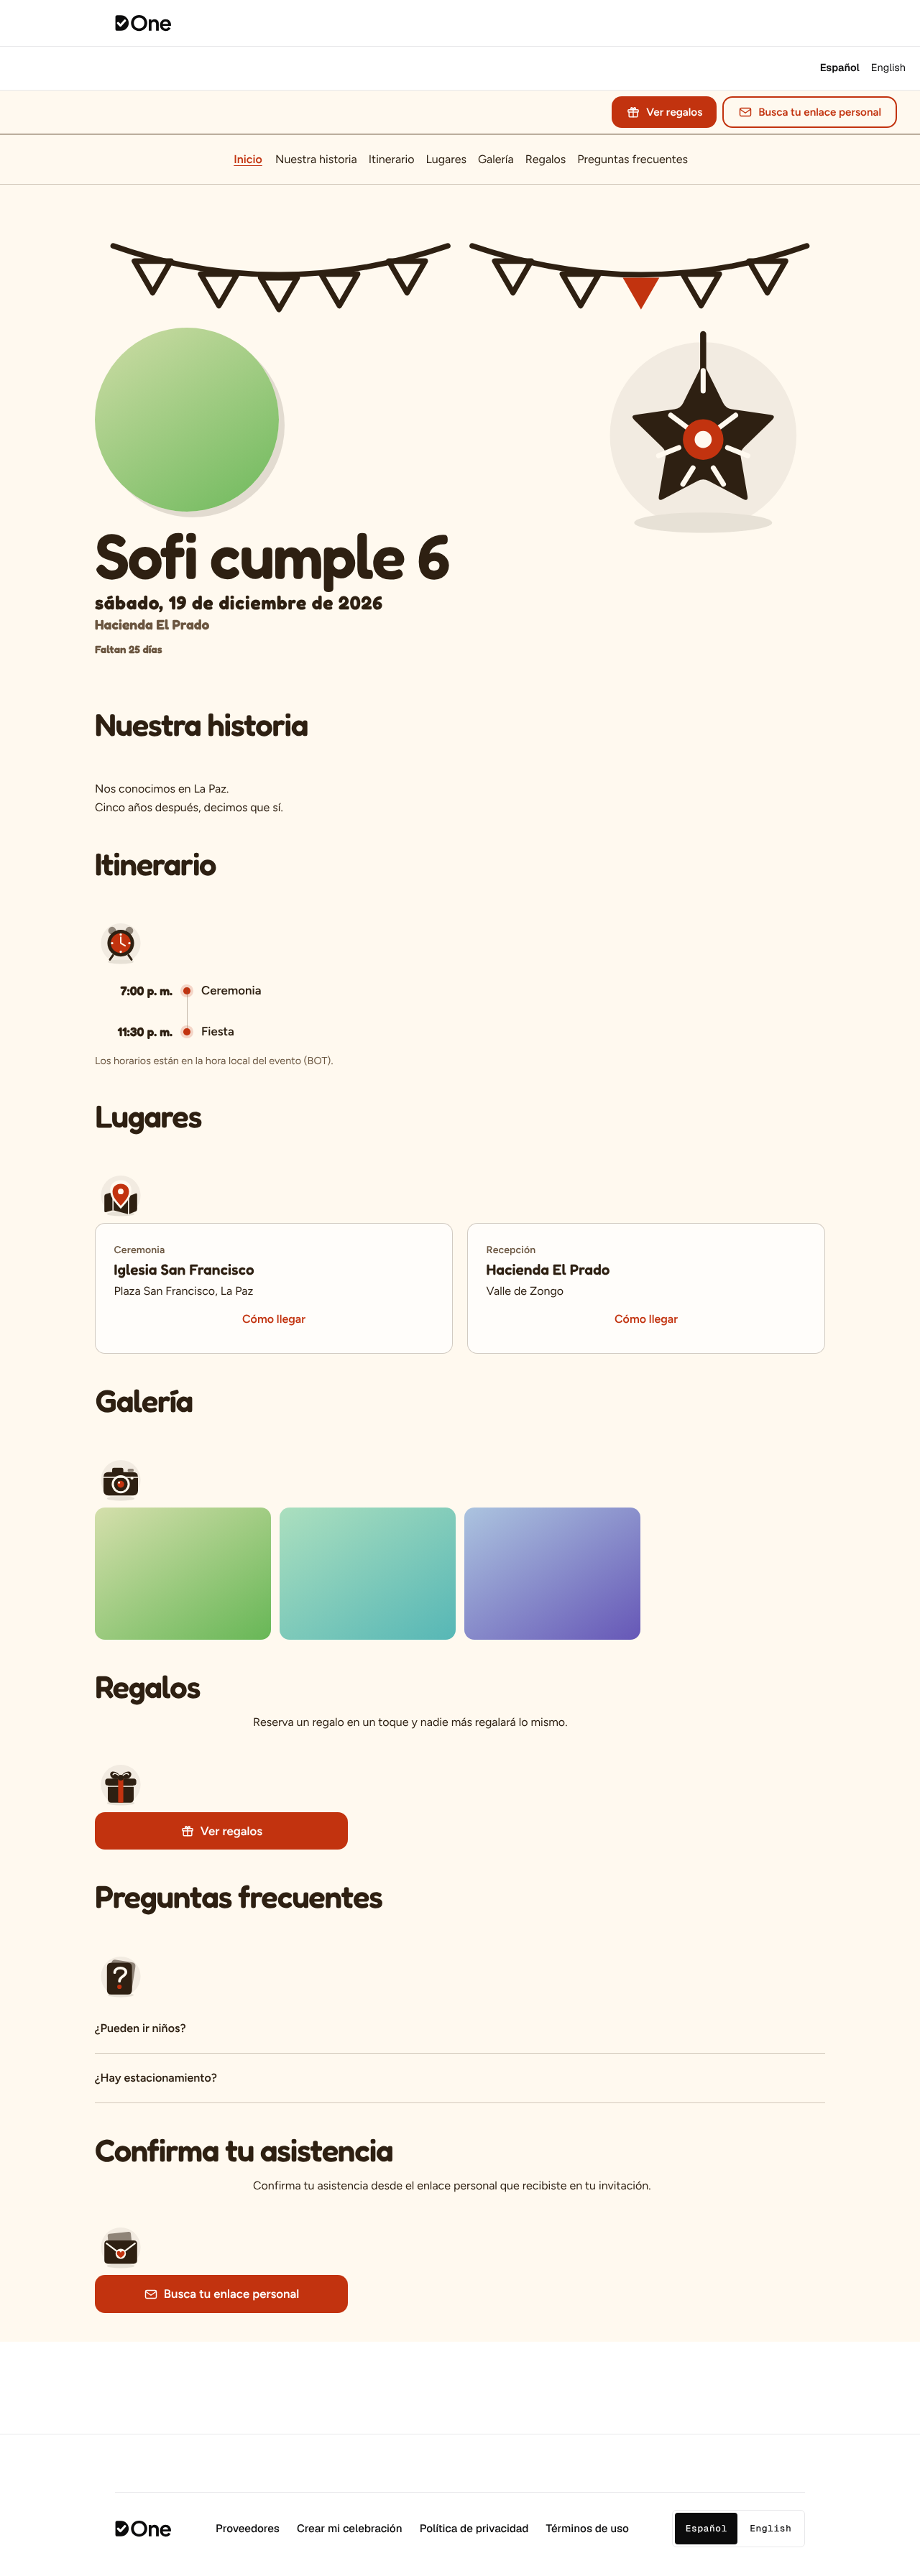 One
Español English
Ver regalos Busca tu enlace personal
Inicio Nuestra historia Itinerario Lugares Galería Regalos Preguntas frecuentes
Sofi cumple 6
sábado, 19 de diciembre de 2026
Hacienda El Prado
Faltan 25 días
Nuestra historia
Nos conocimos en La Paz.
Cinco años después, decimos que sí.
Itinerario
7:00 p. m. Ceremonia
11:30 p. m. Fiesta
Los horarios están en la hora local del evento (BOT).
Lugares
Ceremonia
Iglesia San Francisco
Plaza San Francisco, La Paz
Cómo llegar
Recepción
Hacienda El Prado
Valle de Zongo
Cómo llegar
Galería
Regalos
Reserva un regalo en un toque y nadie más regalará lo mismo.
Ver regalos
Preguntas frecuentes
?
¿Pueden ir niños?
¿Hay estacionamiento?
Confirma tu asistencia
Confirma tu asistencia desde el enlace personal que recibiste en tu invitación.
Busca tu enlace personal
One
Proveedores Crear mi celebración Política de privacidad Términos de uso
Español English